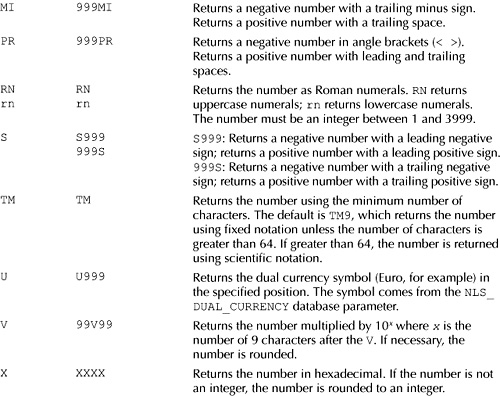 MI 999MI Returns a negative number with a trailing minus sign.
Returns a positive number with a trailing space.
PR 999PR Returns a negative number in angle brackets (< >).
Returns a positive number with leading and trailing
spaces.
RN RN Returns the number as Roman numerals. RN returns
rn rn uppercase numerals; rn returns lowercase numerals.
The number must be an integer between 1 and 3999.
S S999 S999: Returns a negative number with a leading negative
999S sign; returns a positive number with a leading positive sign.
999S: Returns a negative number with a trailing negative
sign; returns a positive number with a trailing positive sign.
TM TM Returns the number using the minimum number of
characters. The default is TM9, which returns the number
using fixed notation unless the number of characters is
greater than 64. If greater than 64, the number is returned
using scientific notation.
U U999 Returns the dual currency symbol (Euro, for example) in
the specified position. The symbol comes from the NLS_
DUAL_CURRENCY database parameter.
V 99V99 Returns the number multiplied by 10ˣ where x is the
number of 9 characters after the V. If necessary, the
number is rounded.
X XXXX Returns the number in hexadecimal. If the number is not
an integer, the number is rounded to an integer.